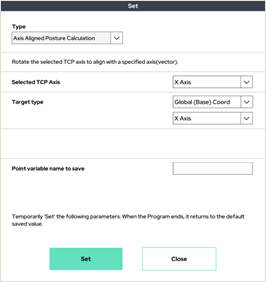 Set
Type
Axis Aligned Posture Calculation
Rotate the selected TCP axis to align with a specified axis(vector).
Selected TCP Axis
X Axis
Target type
Global (Base) Coord
X Axis
Point variable name to save
Temporarily 'Set' the following parameters. When the Program ends, it returns to the default
saved value.
Set
Close